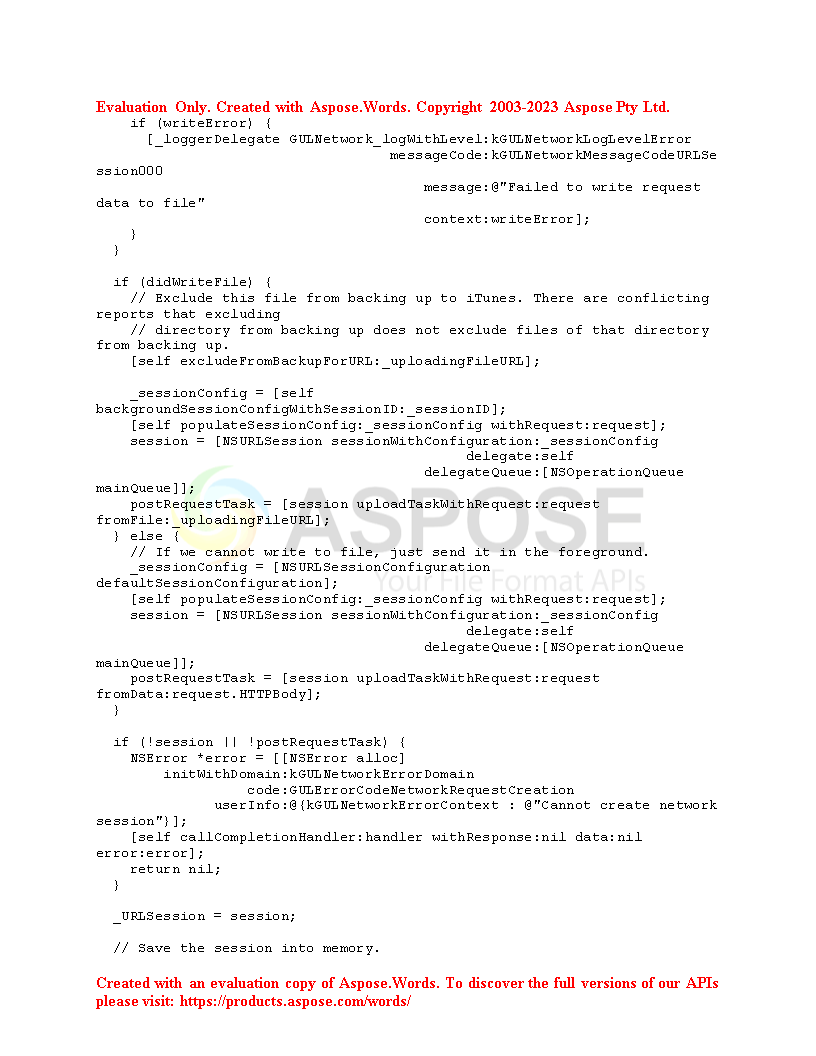 Evaluation Only. Created with Aspose.Words. Copyright 2003-2023 Aspose Pty Ltd.
    if (writeError) {
      [_loggerDelegate GULNetwork_logWithLevel:kGULNetworkLogLevelError
                                   messageCode:kGULNetworkMessageCodeURLSe
ssion000
                                       message:@"Failed to write request
data to file"
                                       context:writeError];
    }
  }

  if (didWriteFile) {
    // Exclude this file from backing up to iTunes. There are conflicting
reports that excluding
    // directory from backing up does not exclude files of that directory
from backing up.
    [self excludeFromBackupForURL:_uploadingFileURL];

    _sessionConfig = [self
backgroundSessionConfigWithSessionID:_sessionID];
    [self populateSessionConfig:_sessionConfig withRequest:request];
    session = [NSURLSession sessionWithConfiguration:_sessionConfig
                                            delegate:self
                                       delegateQueue:[NSOperationQueue
mainQueue]];
    postRequestTask = [session uploadTaskWithRequest:request
fromFile:_uploadingFileURL];
  } else {
    // If we cannot write to file, just send it in the foreground.
    _sessionConfig = [NSURLSessionConfiguration
defaultSessionConfiguration];
    [self populateSessionConfig:_sessionConfig withRequest:request];
    session = [NSURLSession sessionWithConfiguration:_sessionConfig
                                            delegate:self
                                       delegateQueue:[NSOperationQueue
mainQueue]];
    postRequestTask = [session uploadTaskWithRequest:request
fromData:request.HTTPBody];
  }

  if (!session || !postRequestTask) {
    NSError *error = [[NSError alloc]
        initWithDomain:kGULNetworkErrorDomain
                  code:GULErrorCodeNetworkRequestCreation
              userInfo:@{kGULNetworkErrorContext : @"Cannot create network
session"}];
    [self callCompletionHandler:handler withResponse:nil data:nil
error:error];
    return nil;
  }

  _URLSession = session;

  // Save the session into memory.
Created with an evaluation copy of Aspose.Words. To discover the full versions of our APIs
please visit: https://products.aspose.com/words/
ASPOSE
Your File Format APIs